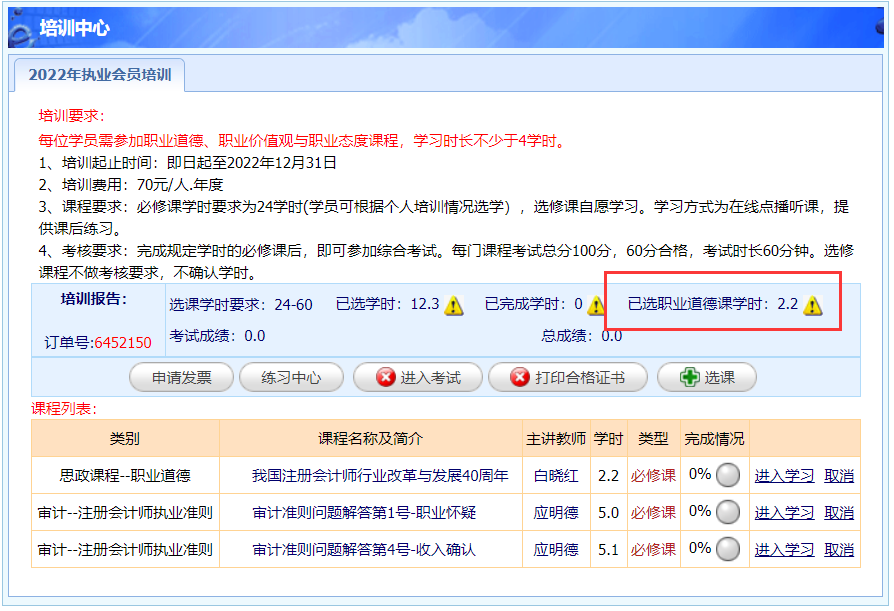 培训中心
2022年执业会员培训
培训要求：
每位学员需参加职业道德、职业价值观与职业态度课程，学习时长不少于4学时。
1、培训起止时间：即日起至2022年12月31日
2、培训费用：70元/人.年度
3、课程要求：必修课学时要求为24学时(学员可根据个人培训情况选学），选修课自愿学习。学习方式为在线点播听课，提
供课后练习。
4、考核要求：完成规定学时的必修课后，即可参加综合考试。每门课程考试总分100分，60分合格，考试时长60分钟。选修
课程不做考核要求，不确认学时。
培训报告： 选课学时要求：24-60 已选学时：12.3 已完成学时：0 已选职业道德课学时：2.2
订单号:6452150 考试成绩：0.0 总成绩：0.0
申请发票 练习中心 进入考试 打印合格证书 选课
课程列表：
类别 课程名称及简介 主讲教师 学时 类型 完成情况
思政课程--职业道德 我国注册会计师行业改革与发展40周年 白晓红 2.2 必修课 0% 进入学习 取消
审计--注册会计师执业准则 审计准则问题解答第1号-职业怀疑 应明德 5.0 必修课 0% 进入学习 取消
审计--注册会计师执业准则 审计准则问题解答第4号-收入确认 应明德 5.1 必修课 0% 进入学习 取消